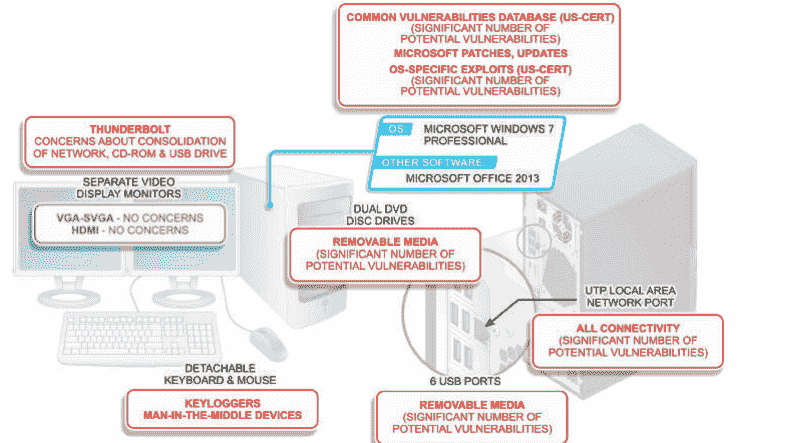 COMMON VULNERABILITIES DATABASE (US-CERT)
(SIGNIFICANT NUMBER OF
POTENTIAL VULNERABILITIES)
MICROSOFT PATCHES, UPDATES
OS-SPECIFIC EXPLOITS (US-CERT)
(SIGNIFICANT NUMBER OF
POTENTIAL VULNERABILITIES)
THUNDERBOLT
CONCERNS ABOUT CONSOLIDATION
OF NETWORK, CD-ROM & USB DRIVE
OS
MICROSOFT WINDOWS 7
PROFESSIONAL
OTHER SOFTWARE
MICROSOFT OFFICE 2013
SEPARATE VIDEO
DISPLAY MONITORS
VGA-SVGA - NO CONCERNS
HDMI - NO CONCERNS
DUAL DVD
DISC DRIVES
REMOVABLE MEDIA
(SIGNIFICANT NUMBER OF
POTENTIAL VULNERABILITIES)
UTP LOCAL AREA
NETWORK PORT
ALL CONNECTIVITY
(SIGNIFICANT NUMBER OF
POTENTIAL VULNERABILITIES)
DETACHABLE
KEYBOARD & MOUSE
KEYLOGGERS
MAN-IN-THE-MIDDLE DEVICES
6 USB PORTS
REMOVABLE MEDIA
(SIGNIFICANT NUMBER OF
POTENTIAL VULNERABILITIES)